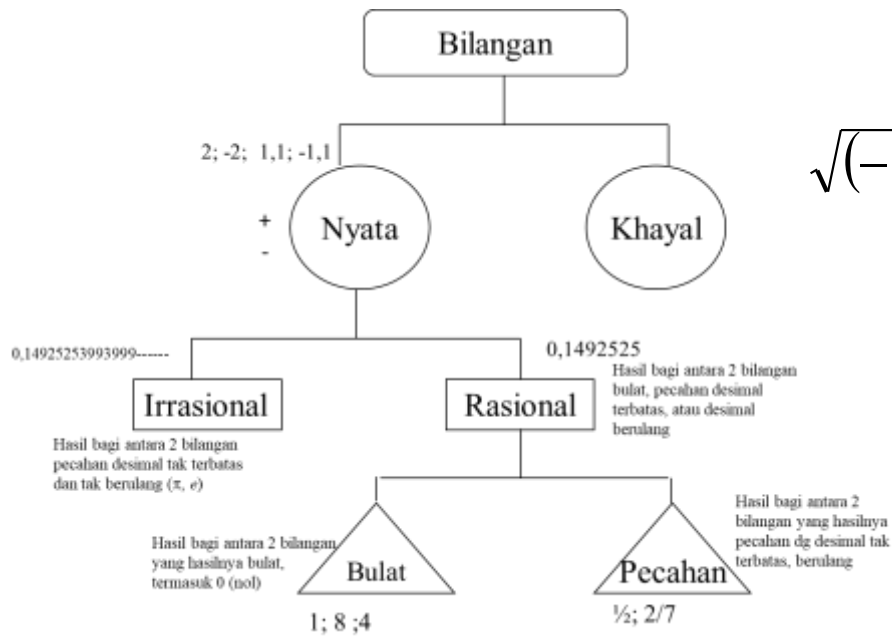 Bilangan
2; -2; 1,1; -1,1
√(–
+
-
Nyata
Khayal
0,14925253993999------
0,1492525
Irrasional
Rasional
Hasil bagi antara 2 bilangan
bulat, pecahan desimal
terbatas, atau desimal
berulang
Hasil bagi antara 2 bilangan
pecahan desimal tak terbatas
dan tak berulang (π, e)
Hasil bagi antara 2 bilangan
yang hasilnya bulat,
termasuk 0 (nol)
Bulat
1; 8 ;4
Pecahan
½; 2/7
Hasil bagi antara 2
bilangan yang hasilnya
pecahan dg desimal tak
terbatas, berulang